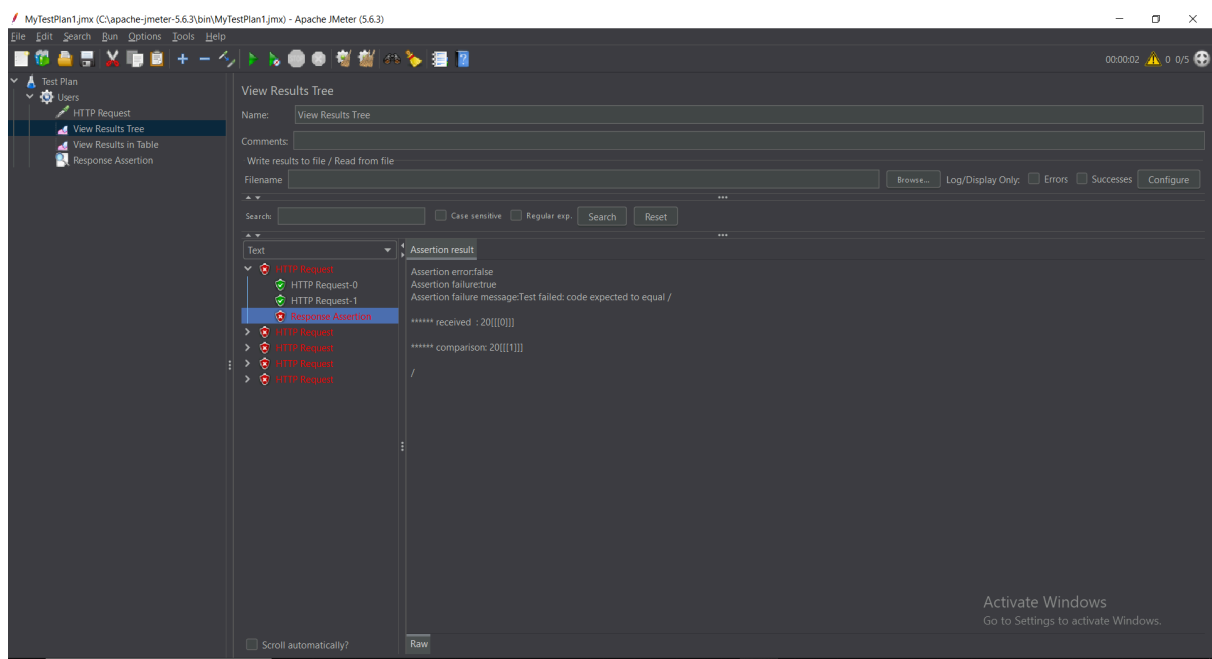 MyTestPlan1.jmx (C:\apache-jmeter-5.6.3\bin\MyTestPlan1.jmx) - Apache JMeter (5.6.3)
File Edit Search Run Options Tools Help
00:00:02 0 0/5
Test Plan
Users
HTTP Request
View Results Tree
View Results in Table
Response Assertion
View Results Tree
Name: View Results Tree
Comments:
Write results to file / Read from file
Filename Browse... Log/Display Only: Errors Successes Configure
Search: Case sensitive Regular exp. Search Reset
Text
HTTP Request
HTTP Request-0
HTTP Request-1
Response Assertion
HTTP Request
HTTP Request
HTTP Request
HTTP Request
Scroll automatically?
Assertion result
Assertion error:false
Assertion failure:true
Assertion failure message:Test failed: code expected to equal /
****** received : 20[[[0]]]
****** comparison: 20[[[1]]]
/
Raw
Activate Windows
Go to Settings to activate Windows.